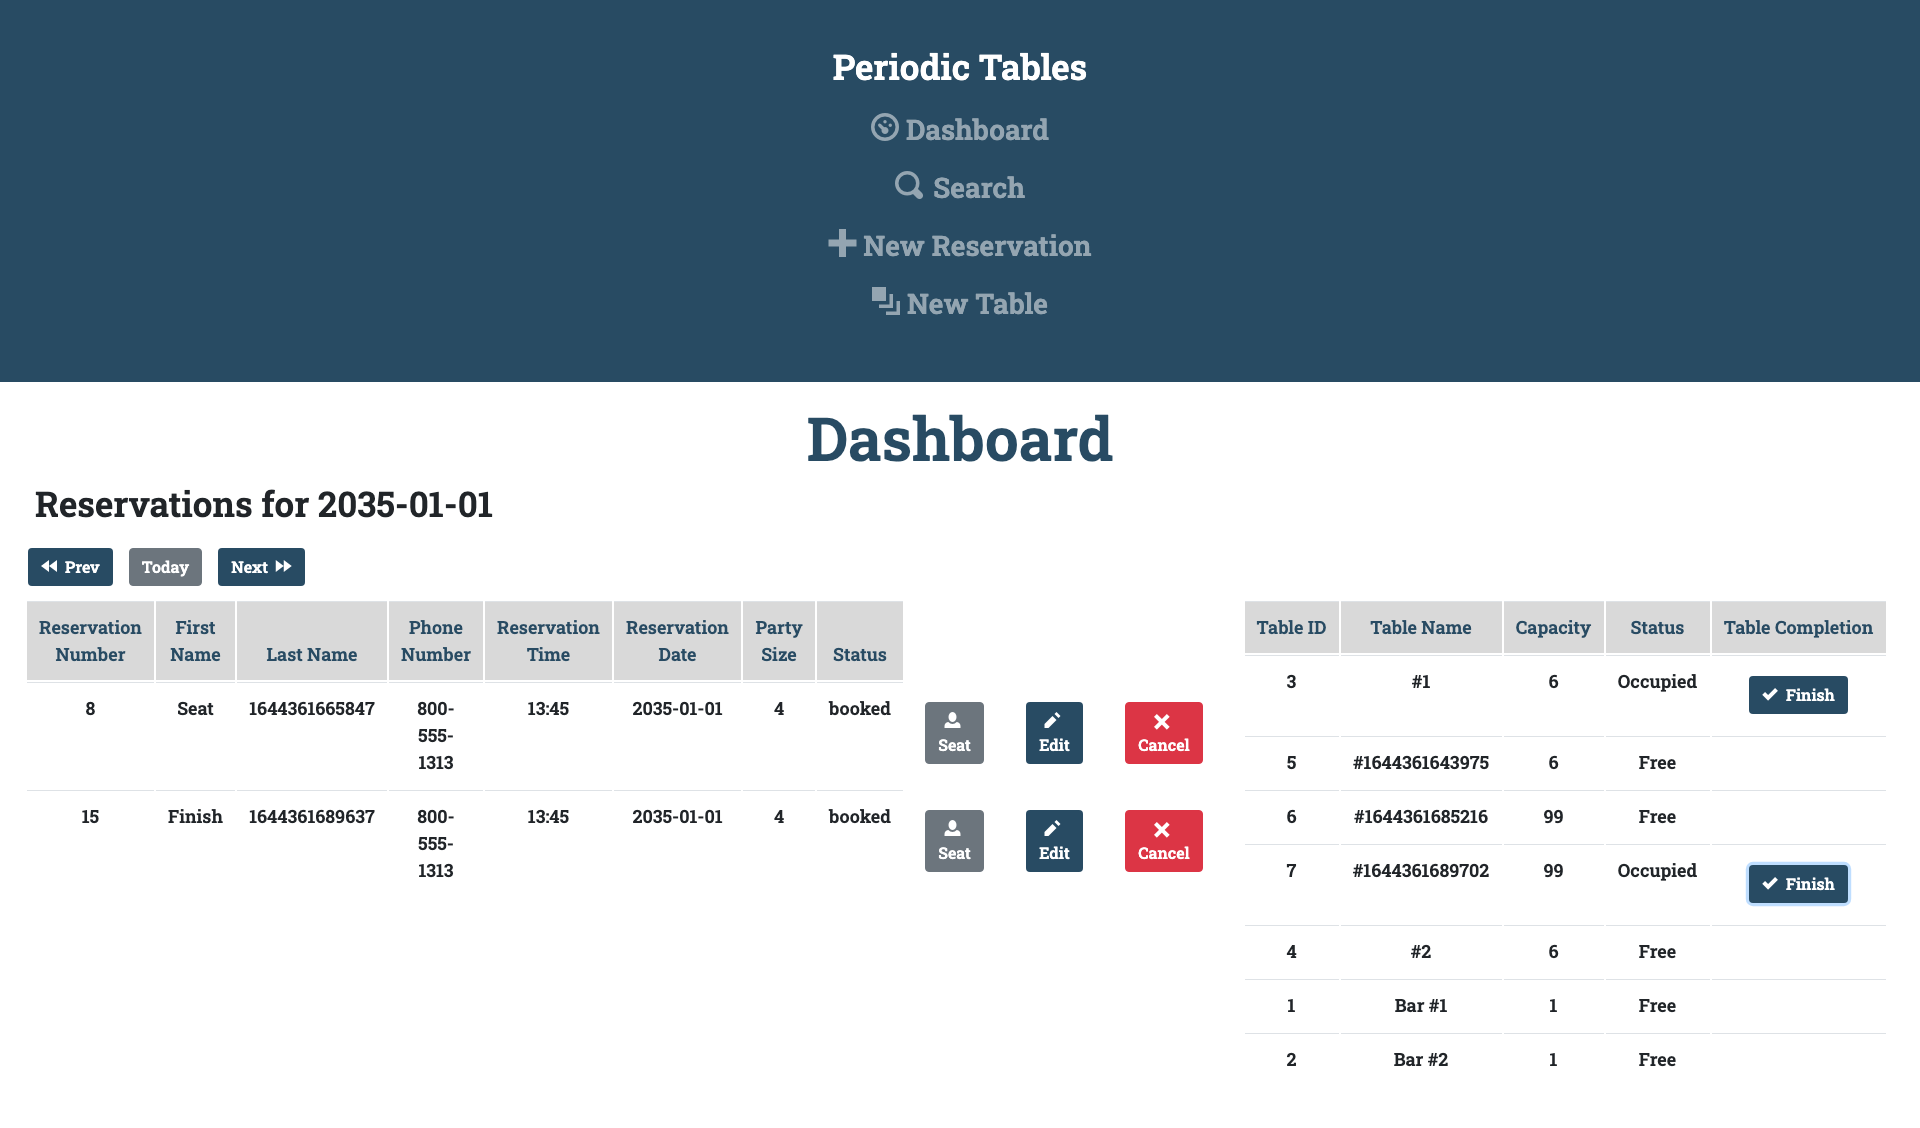 Periodic Tables
Dashboard
Search
New Reservation
New Table
Dashboard
Reservations for 2035-01-01
Prev Today Next
Reservation Number First Name Last Name Phone Number Reservation Time Reservation Date Party Size Status
8 Seat 1644361665847 800-555-1313 13:45 2035-01-01 4 booked Seat Edit Cancel
15 Finish 1644361689637 800-555-1313 13:45 2035-01-01 4 booked Seat Edit Cancel
Table ID Table Name Capacity Status Table Completion
3 #1 6 Occupied Finish
5 #1644361643975 6 Free
6 #1644361685216 99 Free
7 #1644361689702 99 Occupied Finish
4 #2 6 Free
1 Bar #1 1 Free
2 Bar #2 1 Free